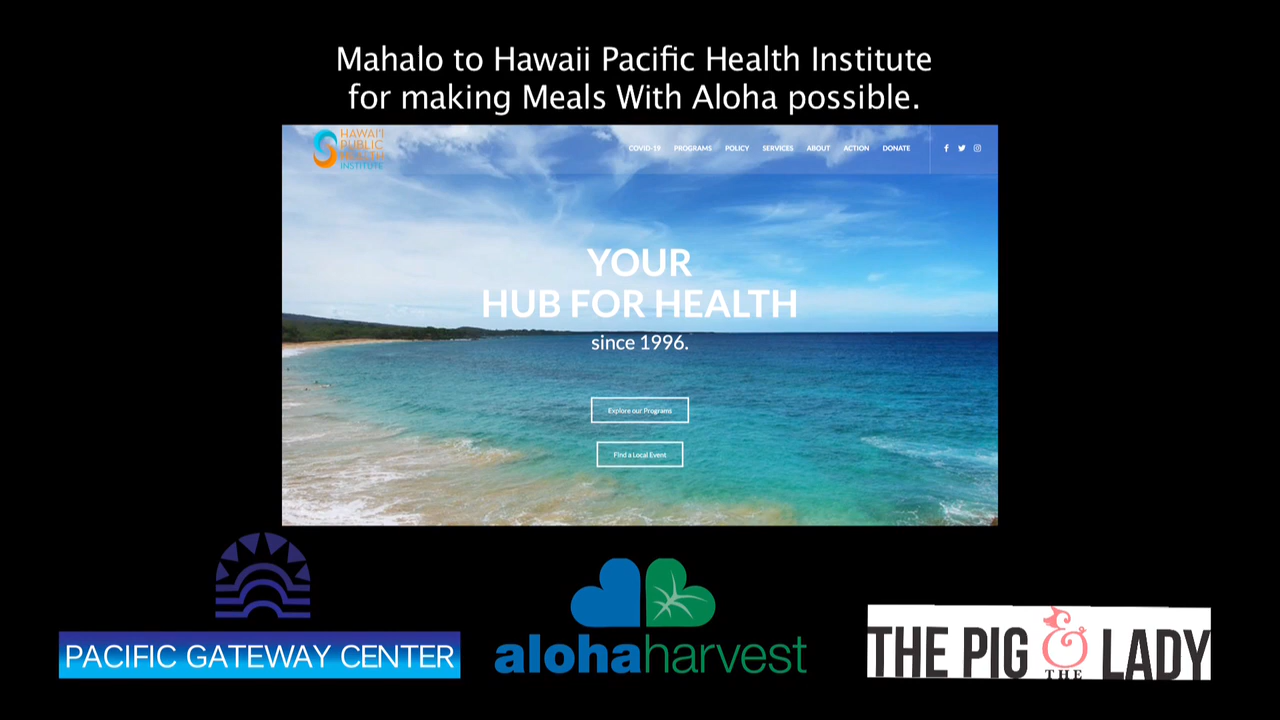 Mahalo to Hawaii Pacific Health Institute
for making Meals With Aloha possible.
HAWAI'I
PUBLIC
HEALTH
INSTITUTE
COVID-19 PROGRAMS POLICY SERVICES ABOUT ACTION DONATE
YOUR
HUB FOR HEALTH
since 1996.
Explore our Programs
Find a Local Event
PACIFIC GATEWAY CENTER
alohaharvest
THE PIG & THE LADY